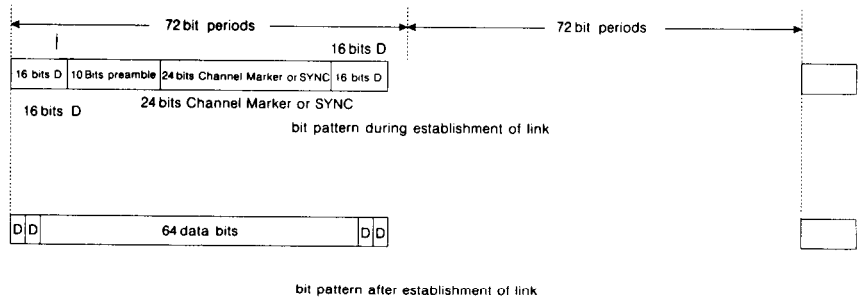 72 bit periods
72 bit periods
16 bits D
16 bits D 10 Bits preamble 24 bits Channel Marker or SYNC 16 bits D
16 bits D 24 bits Channel Marker or SYNC
bit pattern during establishment of link
D D 64 data bits D D
bit pattern after establishment of link